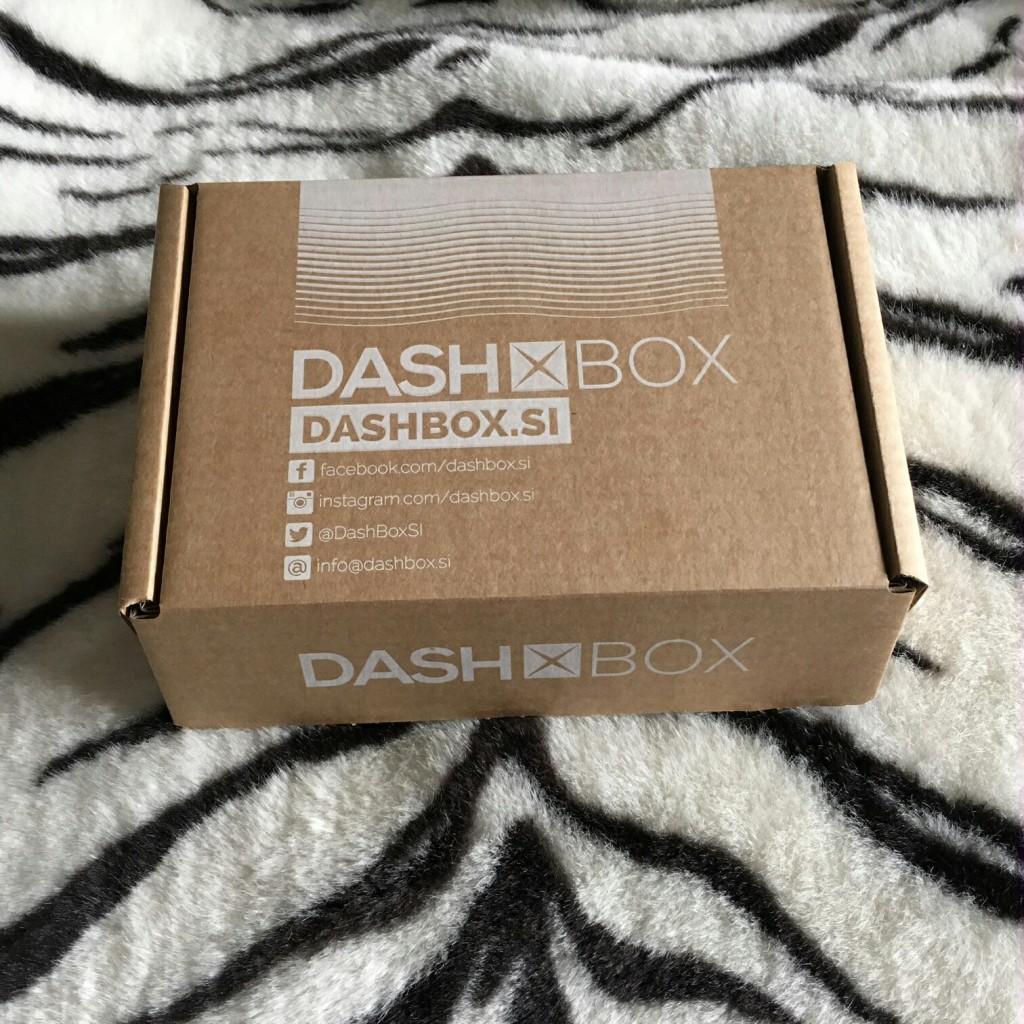 DASH BOX
DASHBOX.SI
facebook.com/dashbox.si
instagram.com/dashbox.si
@DashBoxSI
@ info@dashbox.si
DASH BOX